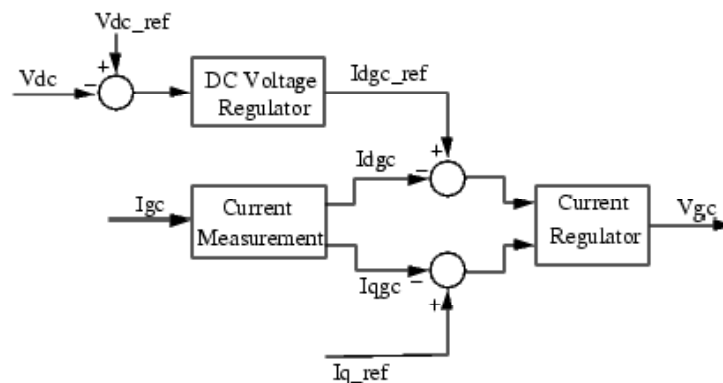 Vdc_ref
Vdc
DC Voltage
Regulator
Idgc_ref
Igc
Current
Measurement
Idgc
Iqgc
Current
Regulator
Vgc
Iq_ref